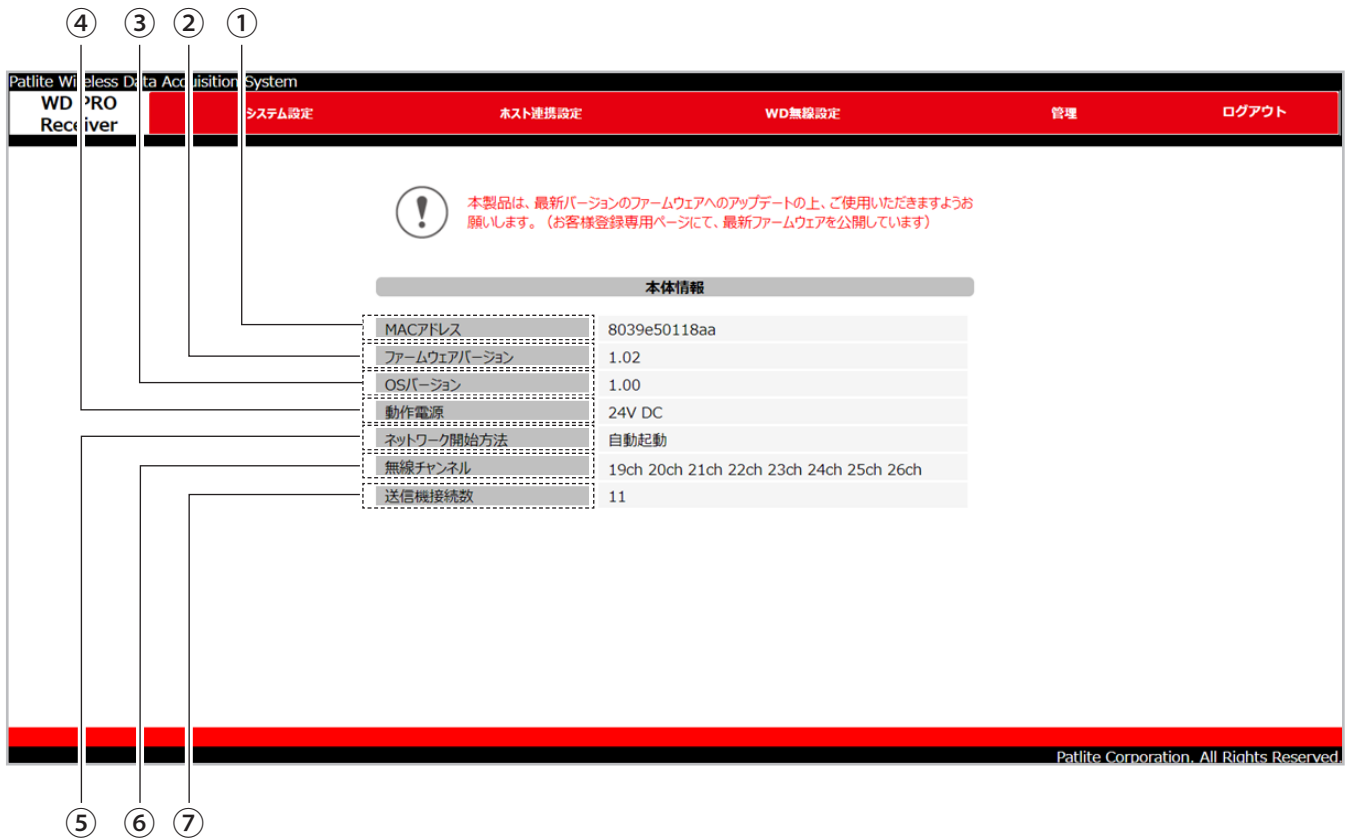 ④ ③ ② ①
Patlite Wireless Data Acquisition System
WD PRO
Receiver
システム設定 ホスト連携設定 WD無線設定 管理 ログアウト
本製品は、最新バージョンのファームウェアへのアップデートの上、ご使用いただきますようお
願いします。（お客様登録専用ページにて、最新ファームウェアを公開しています）
本体情報
MACアドレス 8039e50118aa
ファームウェアバージョン 1.02
OSバージョン 1.00
動作電源 24V DC
ネットワーク開始方法 自動起動
無線チャンネル 19ch 20ch 21ch 22ch 23ch 24ch 25ch 26ch
送信機接続数 11
Patlite Corporation. All Rights Reserved.
⑤ ⑥ ⑦